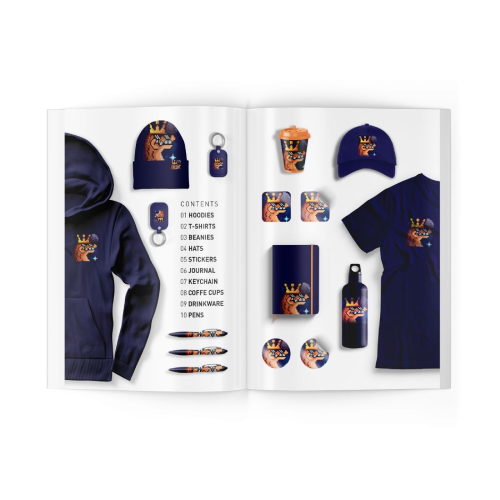 CONTENTS
01 HOODIES
02 T-SHIRTS
03 BEANIES
04 HATS
05 STICKERS
06 JOURNAL
07 KEYCHAIN
08 COFFE CUPS
09 DRINKWARE
10 PENS